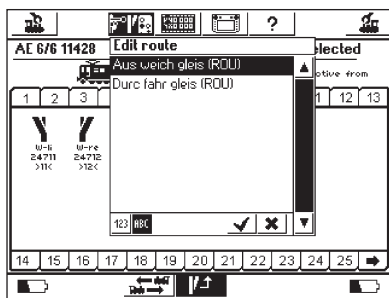 ?
AE 6/6 11428
Edit route
elected
Aus weich gleis (ROU)
Durc fahr gleis (ROU)
otive from
1 2 3
1 12 13
W-li
24711
>11<
W-re
24712
>12<
123 ABC
14 15 16 17 18 19 20 21 22 23 24 25